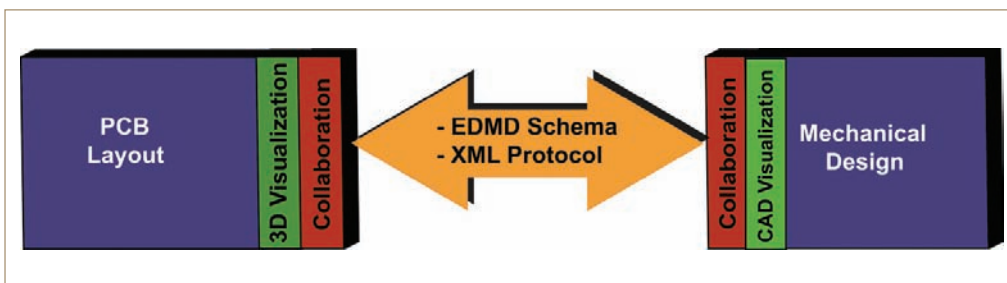 PCB
Layout
3D Visualization
Collaboration
- EDMD Schema
- XML Protocol
Collaboration
CAD Visualization
Mechanical
Design